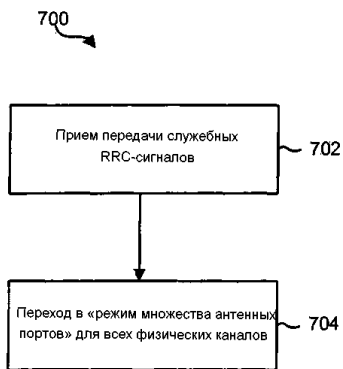 700
Прием передачи служебных
RRC-сигналов
702
Переход в «режим множества антенных
портов» для всех физических каналов
704